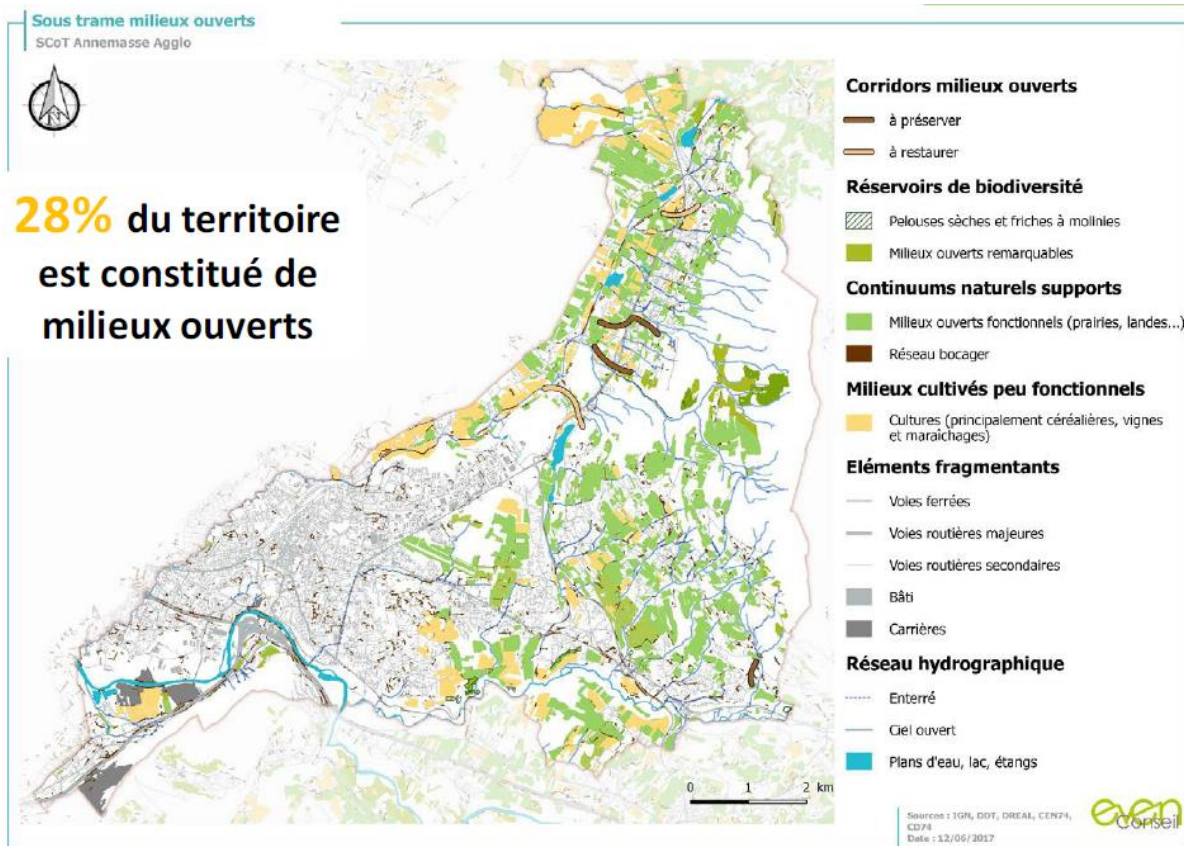 Sous trame milieux ouverts
SCoT Annemasse Agglo
28% du territoire
est constitué de
milieux ouverts
Corridors milieux ouverts
à préserver
à restaurer
Réservoirs de biodiversité
Pelouses sèches et friches à molinies
Milieux ouverts remarquables
Continuums naturels supports
Milieux ouverts fonctionnels (prairies, landes...)
Réseau bocager
Milieux cultivés peu fonctionnels
Cultures (principalement céréalières, vignes
et maraîchages)
Eléments fragmentants
Voies ferrées
Voies routières majeures
Voies routières secondaires
Bâti
Carrières
Réseau hydrographique
Enterré
Ciel ouvert
Plans d'eau, lac, étangs
0 1 2 km
Sources : IGN, DDT, DREAL, CEN74,
CD74
Date : 12/06/2017
even
Conseil